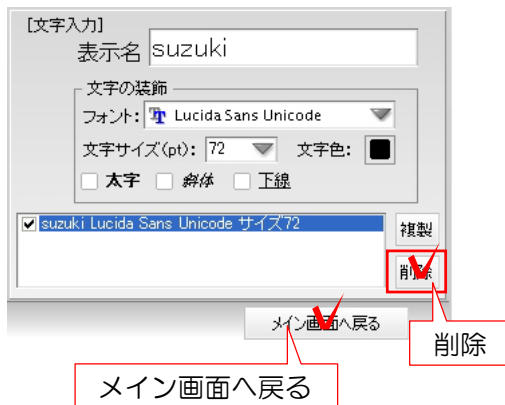 [文字入力]
表示名 suzuki
文字の装飾
フォント: Lucida Sans Unicode
文字サイズ(pt): 72 文字色:
太字 斜体 下線
suzuki Lucida Sans Unicode サイズ72
複製
削除
メイン画面へ戻る
削除
メイン画面へ戻る